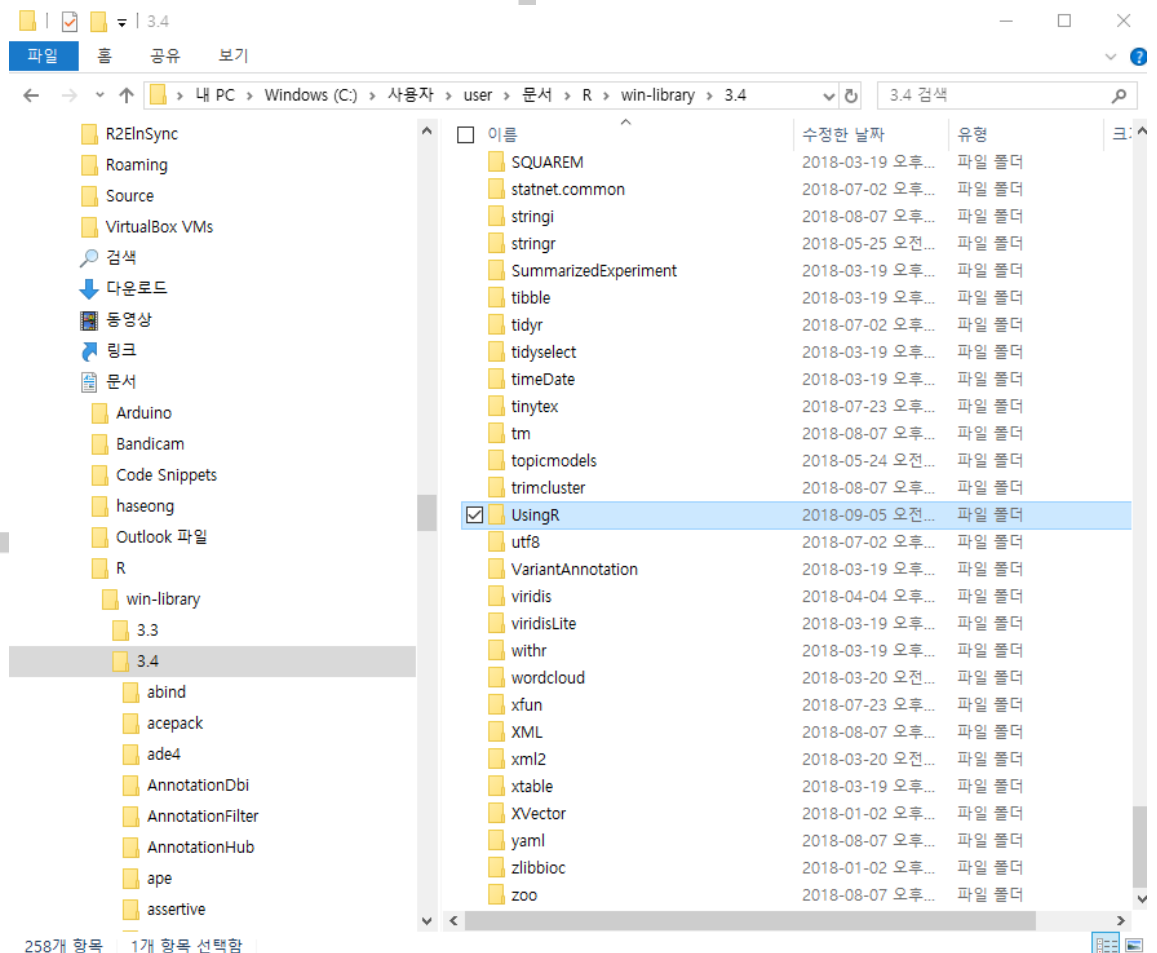 3.4
파일 홈 공유 보기
내 PC > Windows (C:) > 사용자 > user > 문서 > R > win-library > 3.4
3.4 검색
R2ElnSync
Roaming
Source
VirtualBox VMs
검색
다운로드
동영상
링크
문서
Arduino
Bandicam
Code Snippets
haseong
Outlook 파일
R
win-library
3.3
3.4
abind
acepack
ade4
AnnotationDbi
AnnotationFilter
AnnotationHub
ape
assertive
이름 수정한 날짜 유형
SQUAREM 2018-03-19 오후... 파일 폴더
statnet.common 2018-07-02 오후... 파일 폴더
stringi 2018-08-07 오후... 파일 폴더
stringr 2018-05-25 오전... 파일 폴더
SummarizedExperiment 2018-03-19 오후... 파일 폴더
tibble 2018-03-19 오후... 파일 폴더
tidyr 2018-07-02 오후... 파일 폴더
tidyselect 2018-03-19 오후... 파일 폴더
timeDate 2018-03-19 오후... 파일 폴더
tinytex 2018-07-23 오후... 파일 폴더
tm 2018-08-07 오후... 파일 폴더
topicmodels 2018-05-24 오전... 파일 폴더
trimcluster 2018-08-07 오후... 파일 폴더
UsingR 2018-09-05 오전... 파일 폴더
utf8 2018-07-02 오후... 파일 폴더
VariantAnnotation 2018-03-19 오후... 파일 폴더
viridis 2018-04-04 오후... 파일 폴더
viridisLite 2018-03-19 오후... 파일 폴더
withr 2018-03-19 오후... 파일 폴더
wordcloud 2018-03-20 오전... 파일 폴더
xfun 2018-07-23 오후... 파일 폴더
XML 2018-08-07 오후... 파일 폴더
xml2 2018-03-20 오전... 파일 폴더
xtable 2018-03-19 오후... 파일 폴더
XVector 2018-01-02 오후... 파일 폴더
yaml 2018-08-07 오후... 파일 폴더
zlibbioc 2018-01-02 오후... 파일 폴더
zoo 2018-08-07 오후... 파일 폴더
258개 항목 1개 항목 선택함